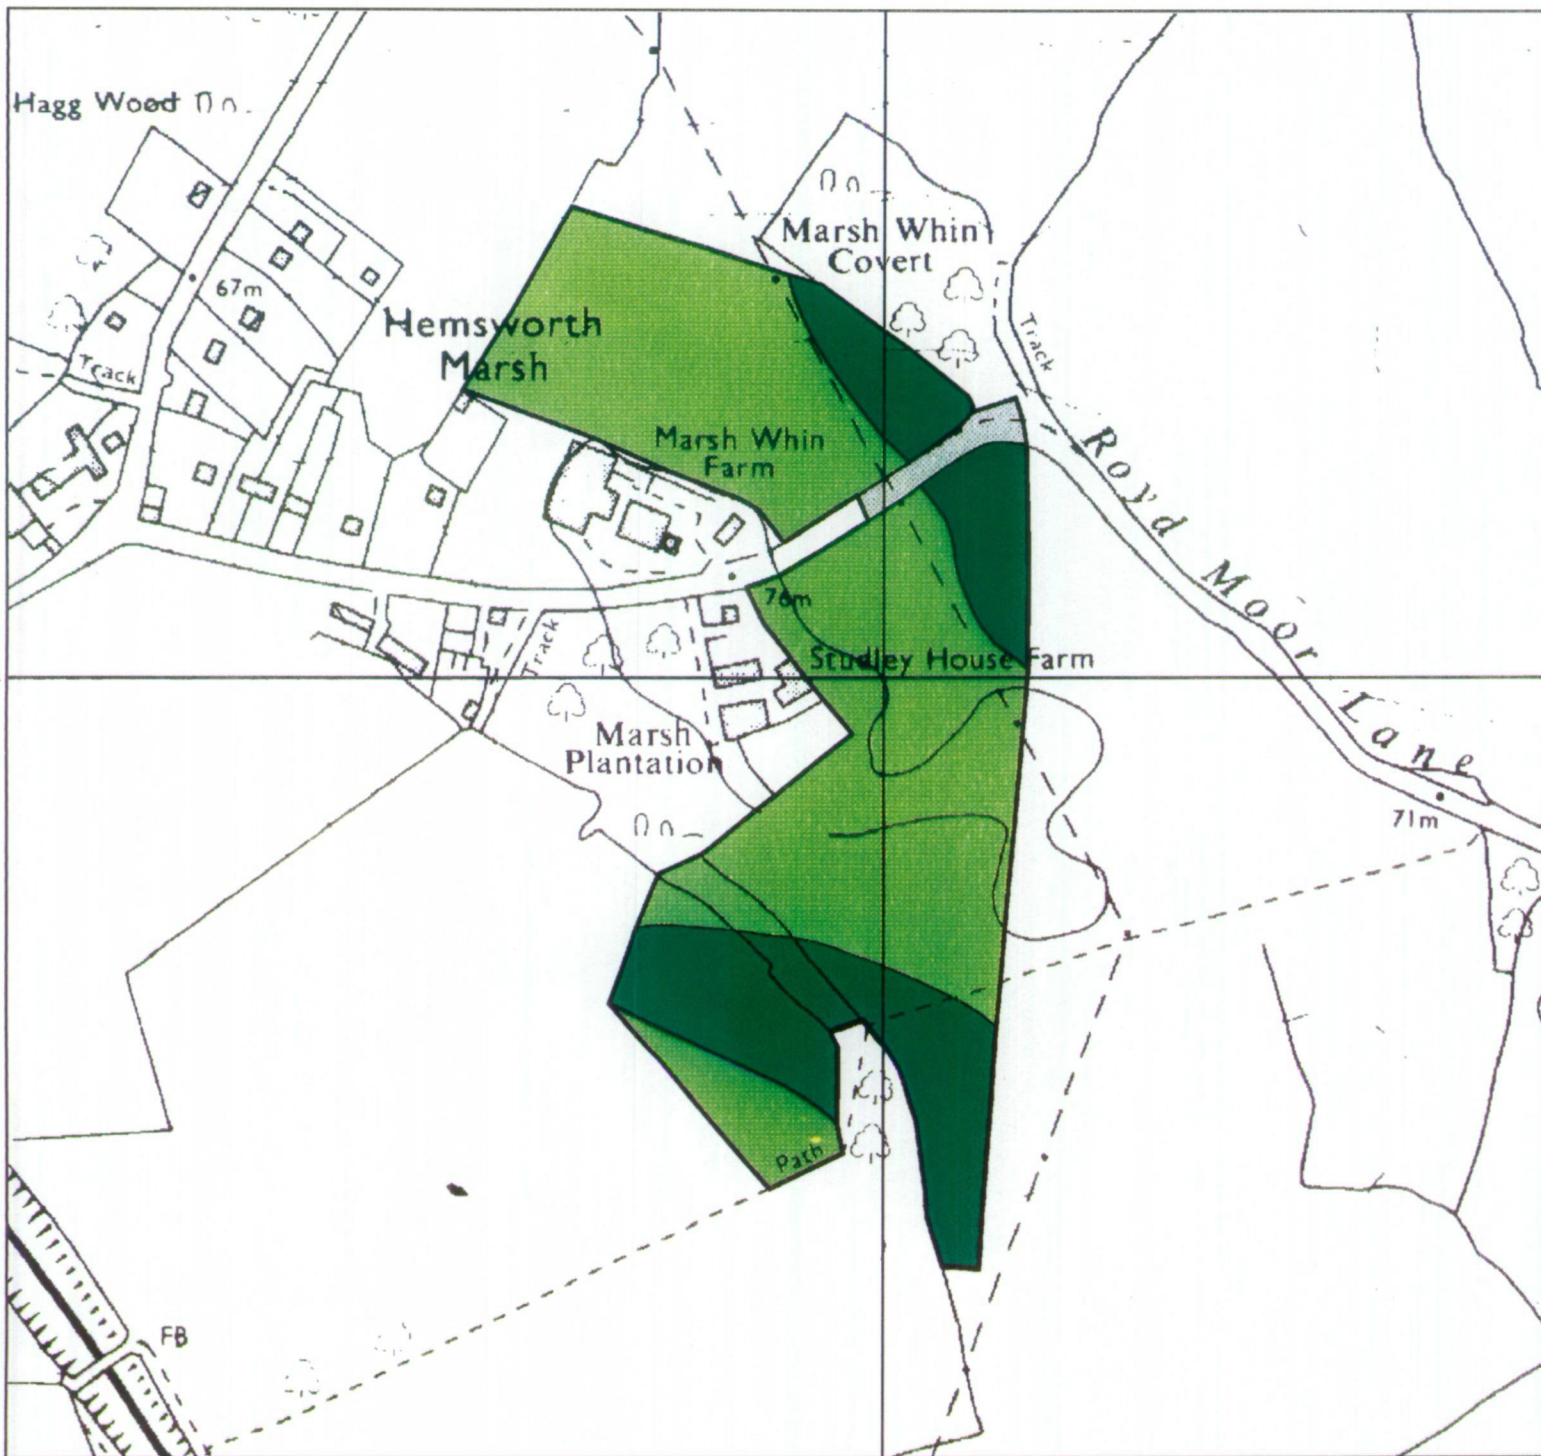 Hagg Wood
Marsh Whin
Covert
67m
Hemsworth
Marsh
Track
Track
Marsh Whin
Farm
Royd Moor Lane
76m
Track
Studley House Farm
Marsh
Plantation
71m
Path
FB